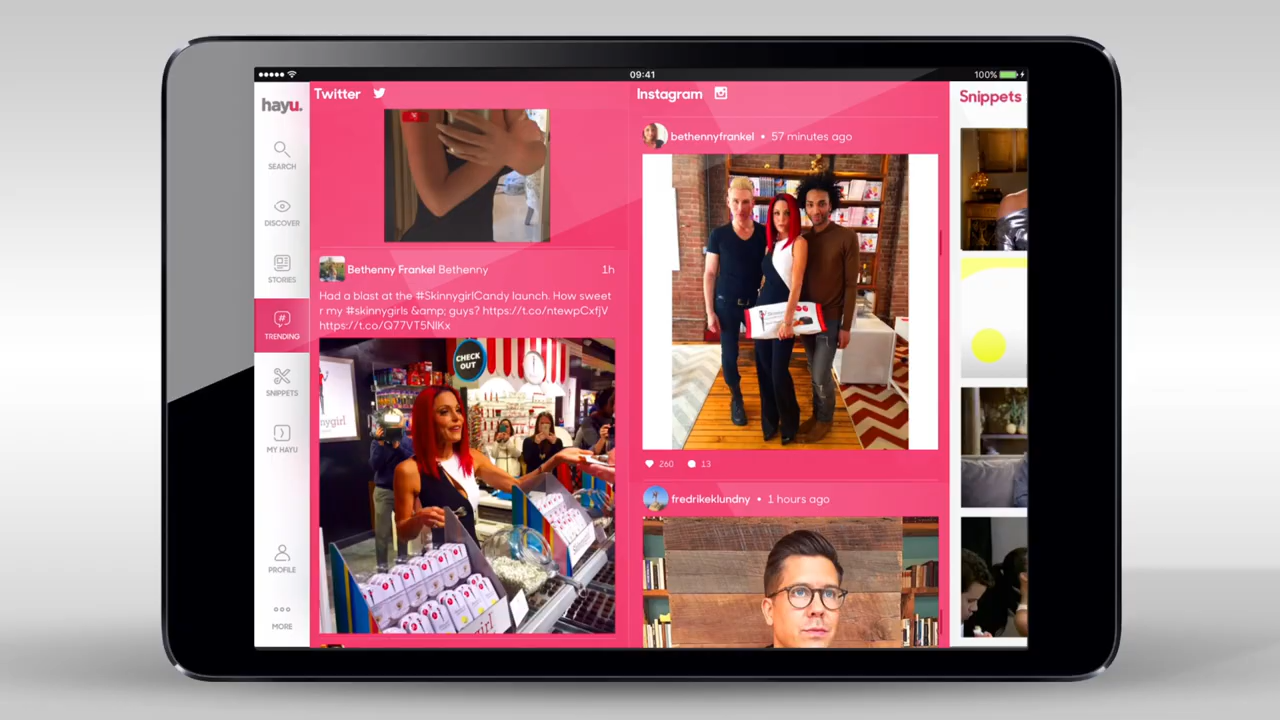 09:41
100%
hayu.
SEARCH
DISCOVER
STORIES
TRENDING
SNIPPETS
MY HAYU
PROFILE
MORE
Twitter
Bethenny Frankel Bethenny 1h
Had a blast at the #SkinnygirlCandy launch. How sweet
r my #skinnygirls &amp; guys? https://t.co/ntewpCxfjV
https://t.co/Q77VT5NlKx
CHECK
OUT
nygirl
girl
Instagram
bethennyfrankel • 57 minutes ago
260 13
fredrikeklundny • 1 hours ago
Snippets